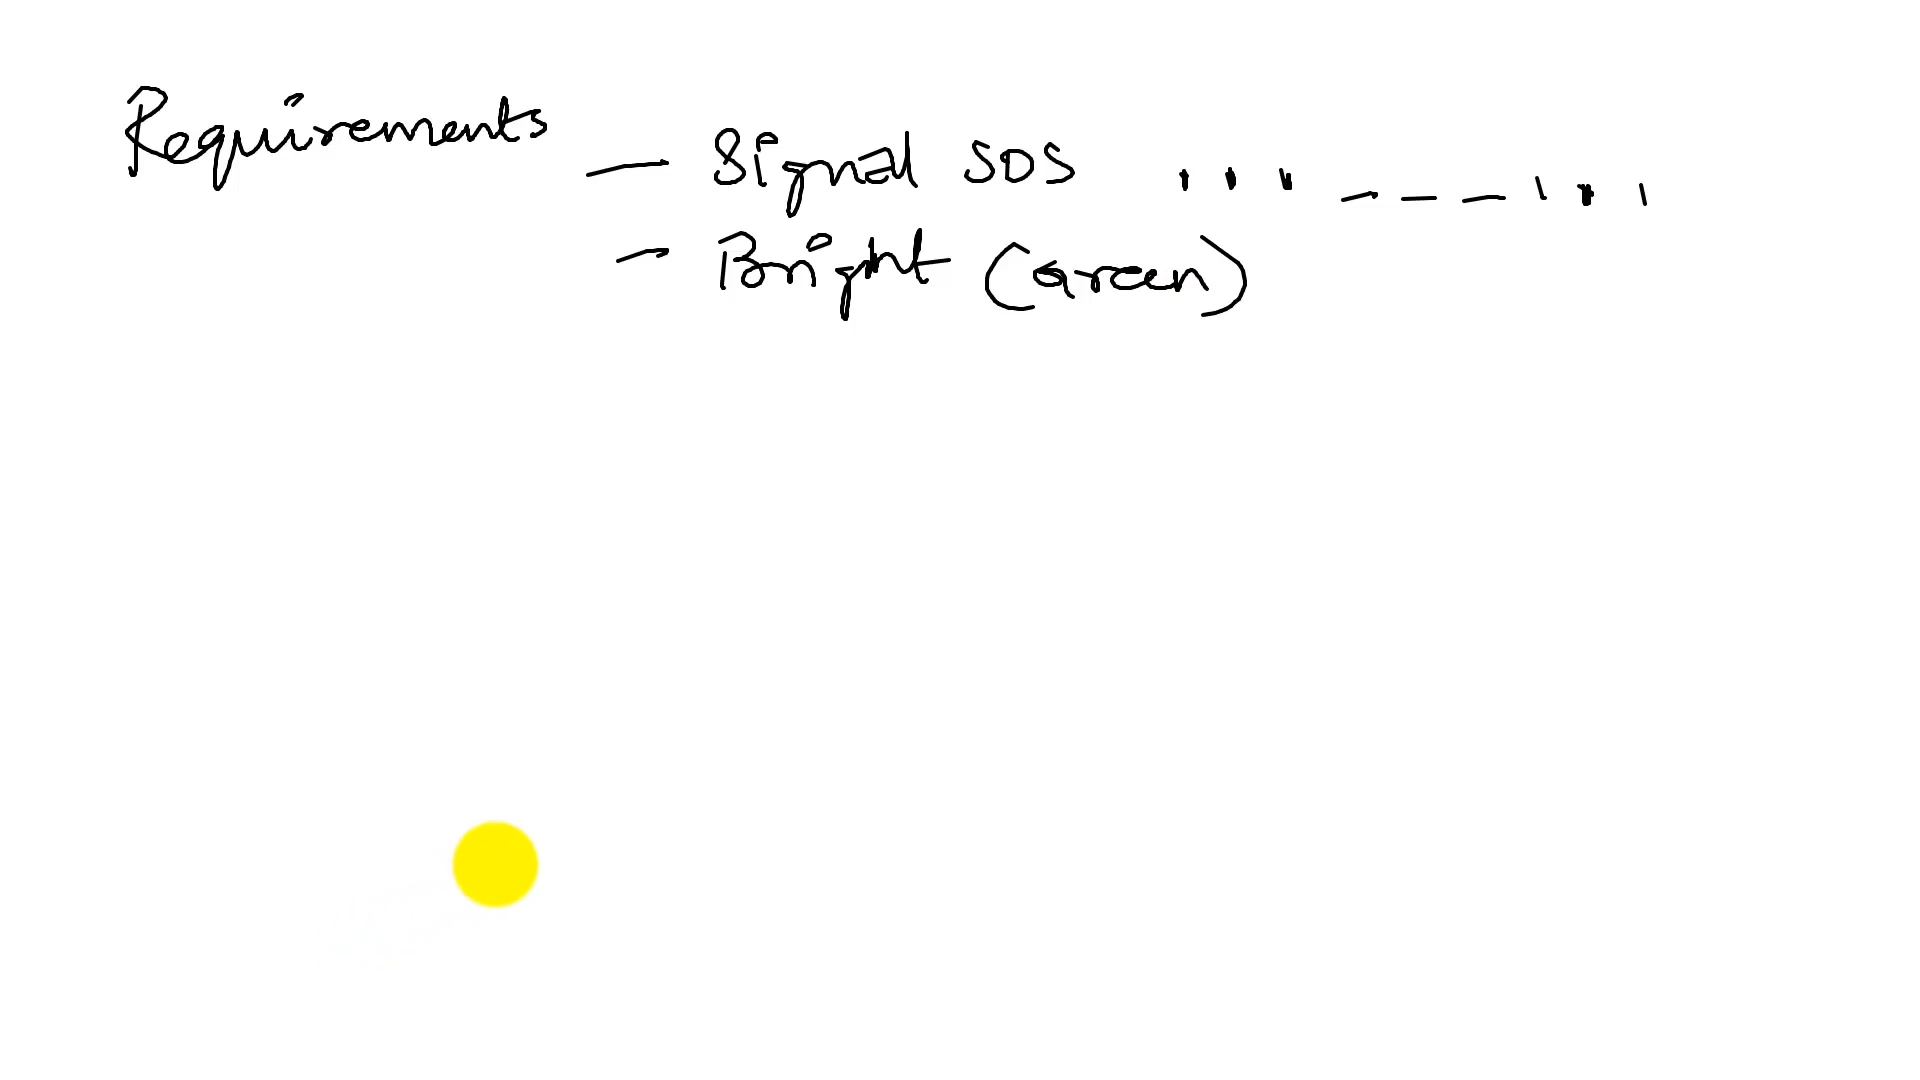 Requirements
— Signal SOS ... _ _ _ ...
— Bright (Green)